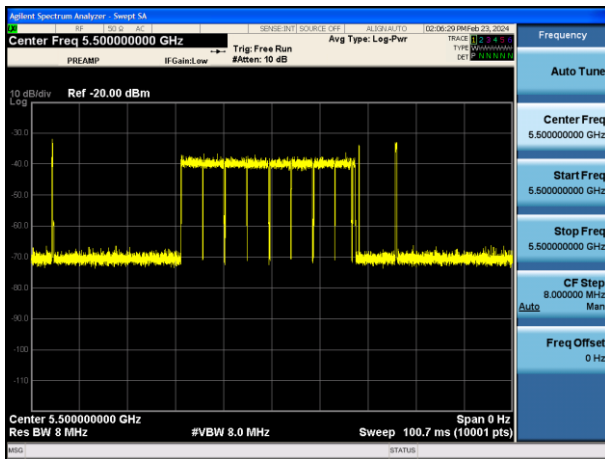 Agilent Spectrum Analyzer - Swept SA
RF 50 Ω AC SENSE:INT SOURCE OFF ALIGN AUTO 02:06:29 PM Feb 23, 2024
Center Freq 5.500000000 GHz
Avg Type: Log-Pwr
TRACE 1 2 3 4 5 6
TYPE
DET P N N N N N
PREAMP
IFGain:Low
Trig: Free Run
#Atten: 10 dB
10 dB/div
Log
Ref -20.00 dBm
-30.0
-40.0
-50.0
-60.0
-70.0
-80.0
-90.0
-100
-110
Center 5.500000000 GHz
Span 0 Hz
Res BW 8 MHz
#VBW 8.0 MHz
Sweep 100.7 ms (10001 pts)
MSG
STATUS
Frequency
Auto Tune
Center Freq
5.500000000 GHz
Start Freq
5.500000000 GHz
Stop Freq
5.500000000 GHz
CF Step
8.000000 MHz
Auto Man
Freq Offset
0 Hz